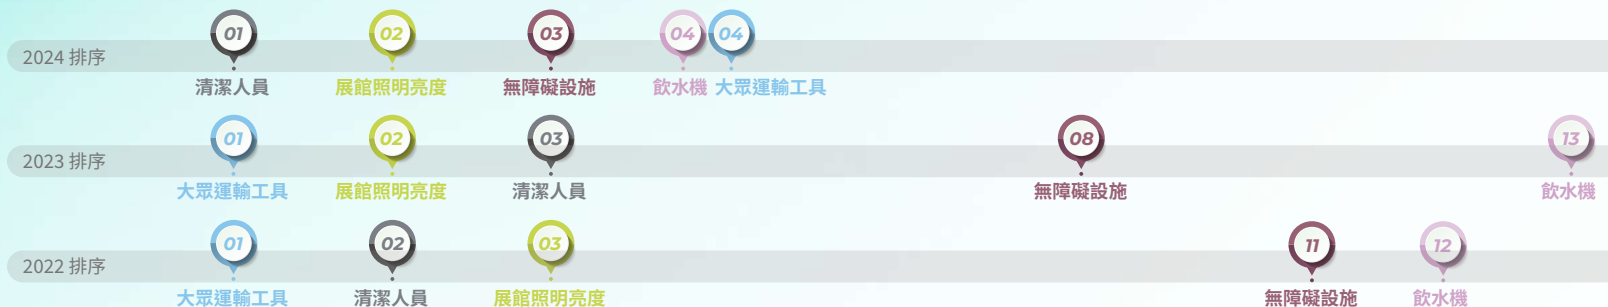 01 02 03 04 04
2024 排序
清潔人員 展館照明亮度 無障礙設施 飲水機 大眾運輸工具
01 02 03 08 13
2023 排序
大眾運輸工具 展館照明亮度 清潔人員 無障礙設施 飲水機
01 02 03 11 12
2022 排序
大眾運輸工具 清潔人員 展館照明亮度 無障礙設施 飲水機